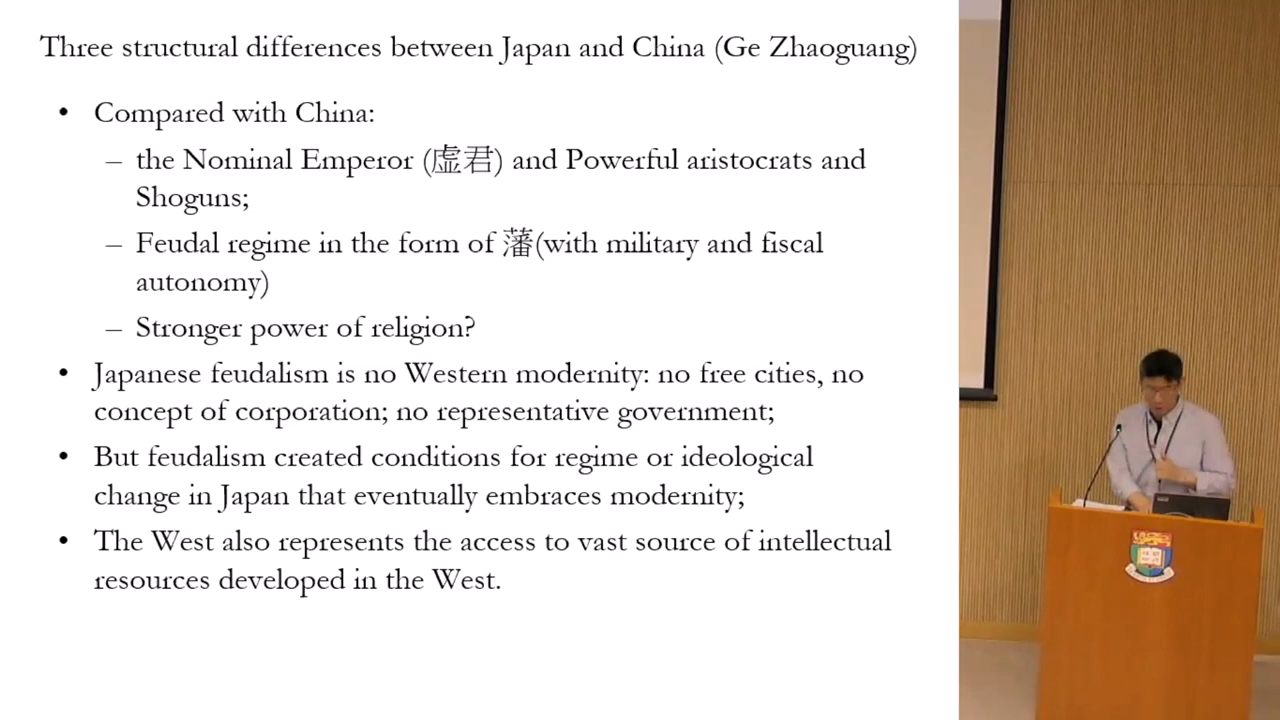 Three structural differences between Japan and China (Ge Zhaoguang)
• Compared with China:
– the Nominal Emperor (虚君) and Powerful aristocrats and
Shoguns;
– Feudal regime in the form of 藩(with military and fiscal
autonomy)
– Stronger power of religion?
• Japanese feudalism is no Western modernity: no free cities, no
concept of corporation; no representative government;
• But feudalism created conditions for regime or ideological
change in Japan that eventually embraces modernity;
• The West also represents the access to vast source of intellectual
resources developed in the West.